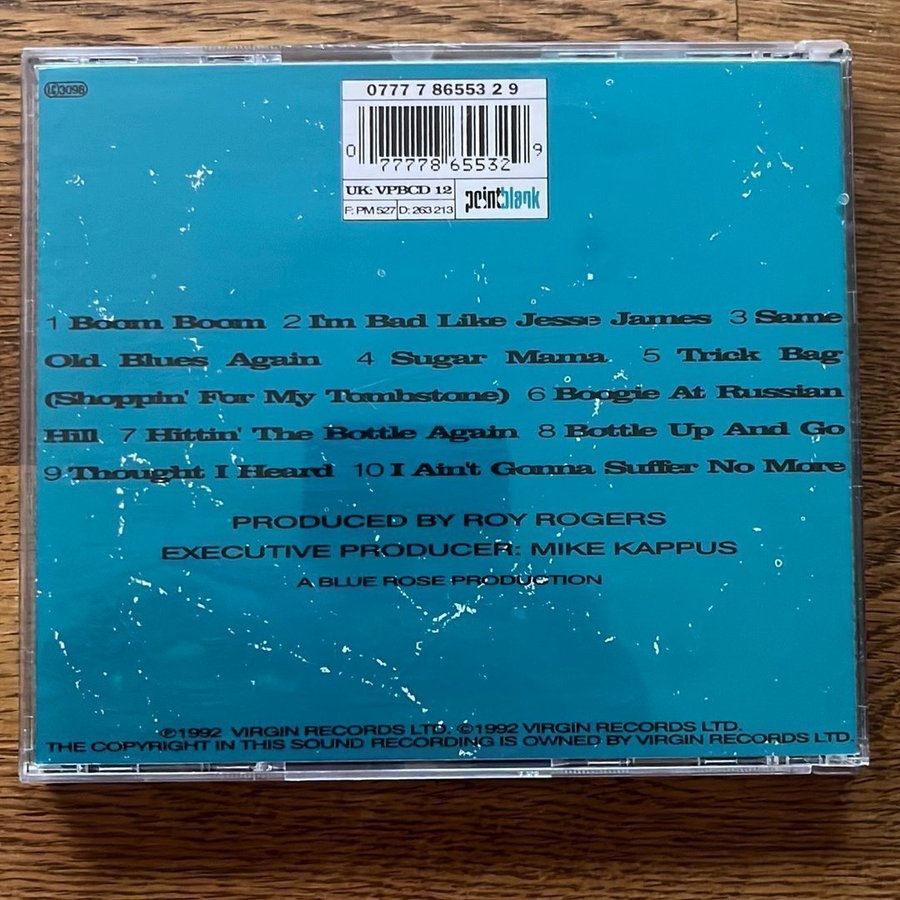 LC 3098
0777 7 86553 2 9
0 77778 65532 9
UK: VPBCD 12
F: PM 527 D: 263 213
pointblank
1 Boom Boom 2 I'm Bad Like Jesse James 3 Same
Old Blues Again 4 Sugar Mama 5 Trick Bag
(Shoppin' For My Tombstone) 6 Boogie At Russian
Hill 7 Hittin' The Bottle Again 8 Bottle Up And Go
9 Thought I Heard 10 I Ain't Gonna Suffer No More
PRODUCED BY ROY ROGERS
EXECUTIVE PRODUCER: MIKE KAPPUS
A BLUE ROSE PRODUCTION
℗1992 VIRGIN RECORDS LTD. ©1992 VIRGIN RECORDS LTD.
THE COPYRIGHT IN THIS SOUND RECORDING IS OWNED BY VIRGIN RECORDS LTD.